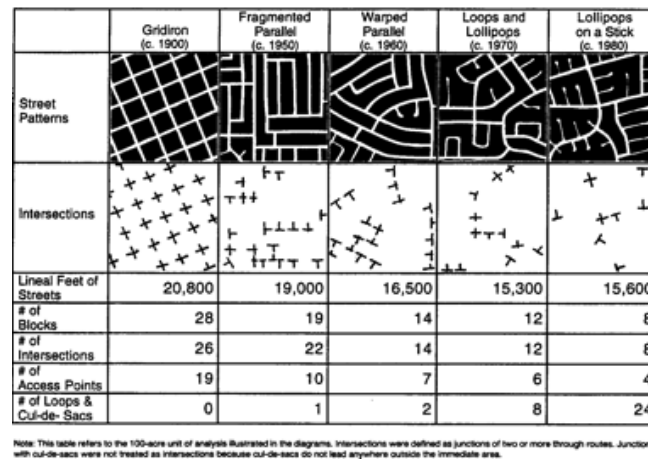 Gridiron
(c. 1900)
Fragmented
Parallel
(c. 1950)
Warped
Parallel
(c. 1960)
Loops and
Lollipops
(c. 1970)
Lollipops
on a Stick
(c. 1980)
Street
Patterns
Intersections
Lineal Feet of
Streets
20,800
19,000
16,500
15,300
15,600
# of
Blocks
28
19
14
12
8
# of
Intersections
26
22
14
12
8
# of
Access Points
19
10
7
6
4
# of Loops &
Cul-de- Sacs
0
1
2
8
24
Note: This table refers to the 100-acre unit of analysis illustrated in the diagrams. Intersections were defined as junctions of two or more through routes. Junction
with cul-de-sacs were not treated as intersections because cul-de-sacs do not lead anywhere outside the immediate area.